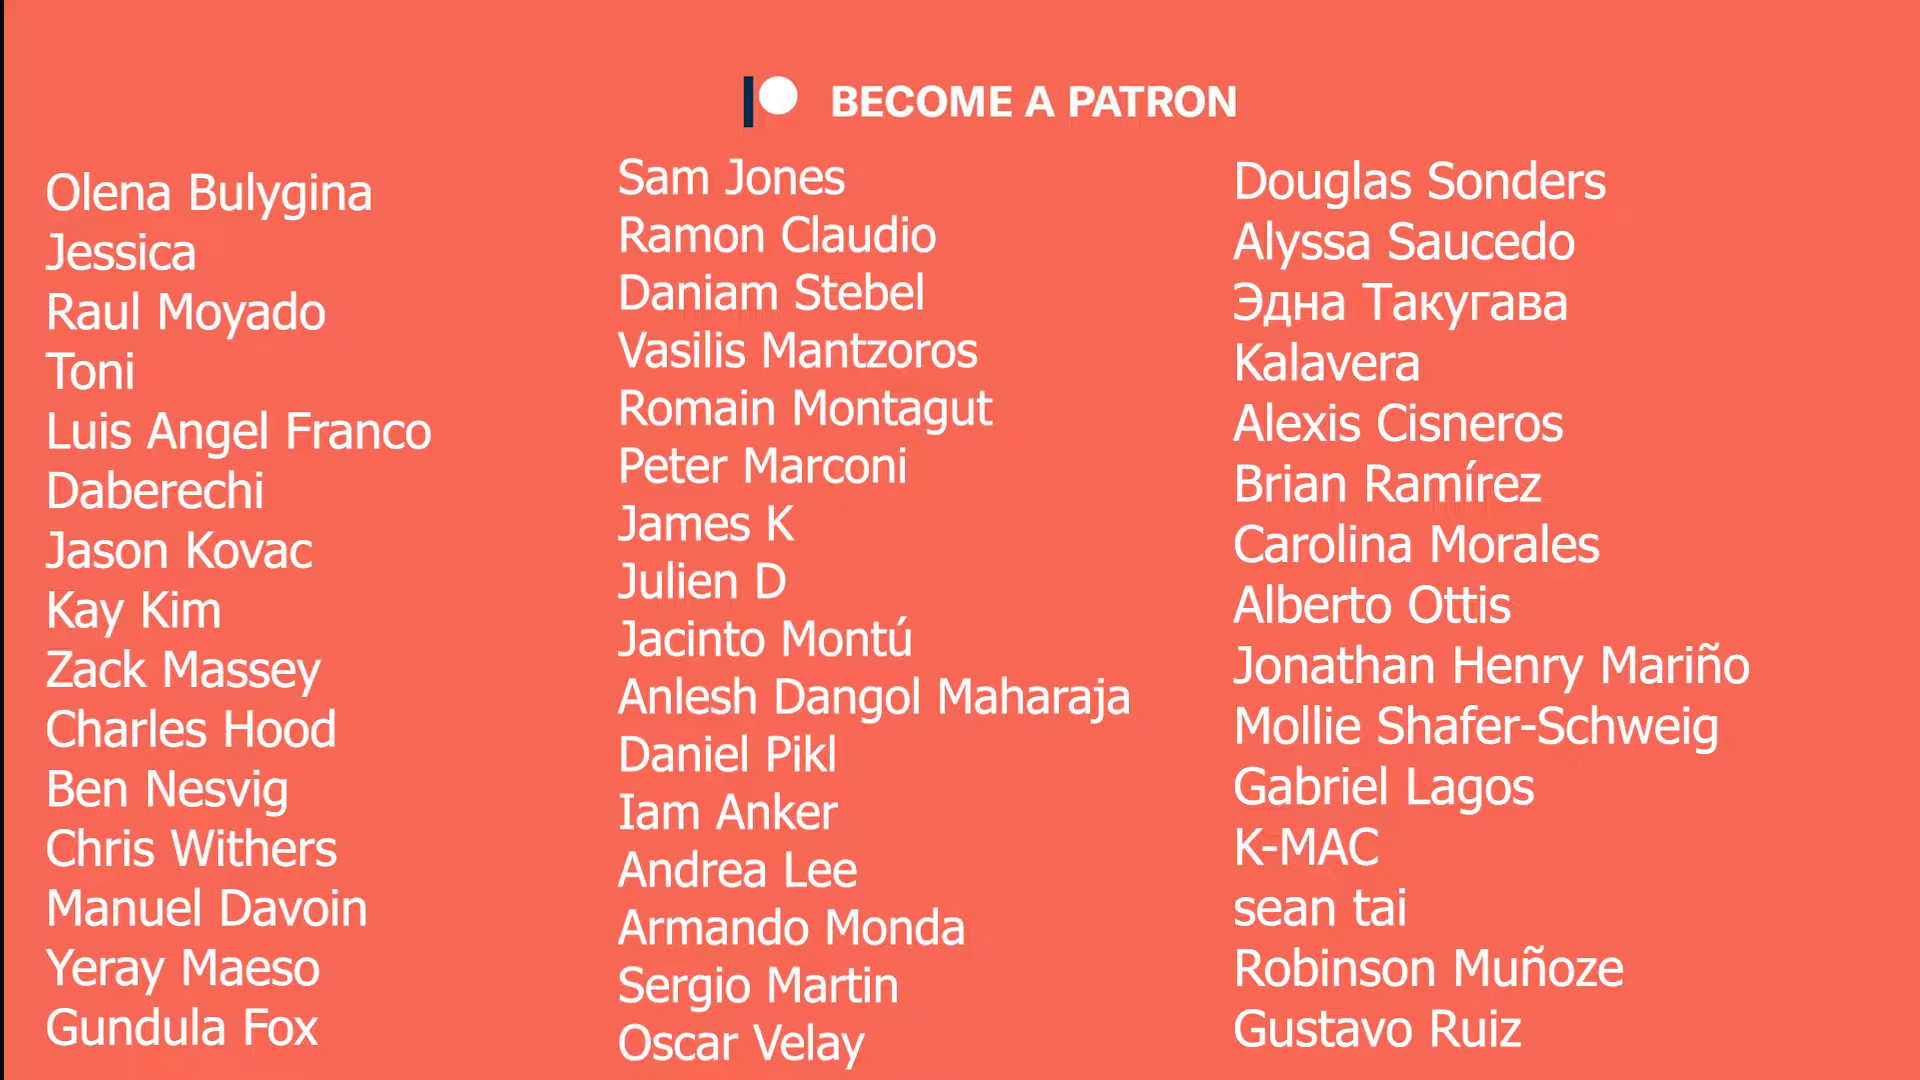 BECOME A PATRON
Olena Bulygina
Jessica
Raul Moyado
Toni
Luis Angel Franco
Daberechi
Jason Kovac
Kay Kim
Zack Massey
Charles Hood
Ben Nesvig
Chris Withers
Manuel Davoin
Yeray Maeso
Gundula Fox
Sam Jones
Ramon Claudio
Daniam Stebel
Vasilis Mantzoros
Romain Montagut
Peter Marconi
James K
Julien D
Jacinto Montú
Anlesh Dangol Maharaja
Daniel Pikl
Iam Anker
Andrea Lee
Armando Monda
Sergio Martin
Oscar Velay
Douglas Sonders
Alyssa Saucedo
Эдна Такугава
Kalavera
Alexis Cisneros
Brian Ramírez
Carolina Morales
Alberto Ottis
Jonathan Henry Mariño
Mollie Shafer-Schweig
Gabriel Lagos
K-MAC
sean tai
Robinson Muñoze
Gustavo Ruiz